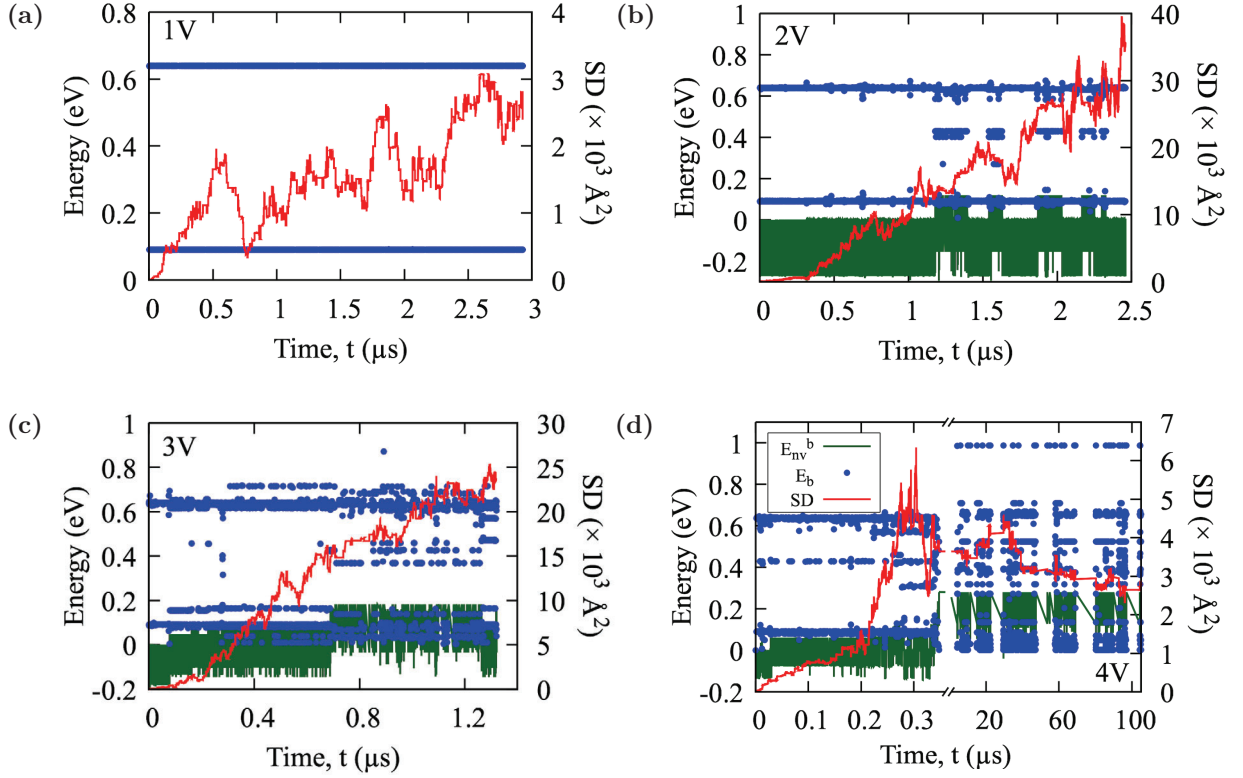 (a)
1V
Energy (eV)
0.8
0.6
0.4
0.2
0
4
3
2
1
0
SD (× 10³ Å²)
0 0.5 1 1.5 2 2.5 3
Time, t (μs)
(b)
2V
Energy (eV)
1
0.8
0.6
0.4
0.2
0
-0.2
40
30
20
10
0
SD (× 10³ Å²)
0 0.5 1 1.5 2 2.5
Time, t (μs)
(c)
3V
Energy (eV)
1
0.8
0.6
0.4
0.2
0
-0.2
30
25
20
15
10
5
0
SD (× 10³ Å²)
0 0.4 0.8 1.2
Time, t (μs)
(d)
E_nv^b
E_b
SD
4V
Energy (eV)
1
0.8
0.6
0.4
0.2
0
-0.2
7
6
5
4
3
2
1
0
SD (× 10³ Å²)
0 0.1 0.2 0.3 20 60 100
Time, t (μs)